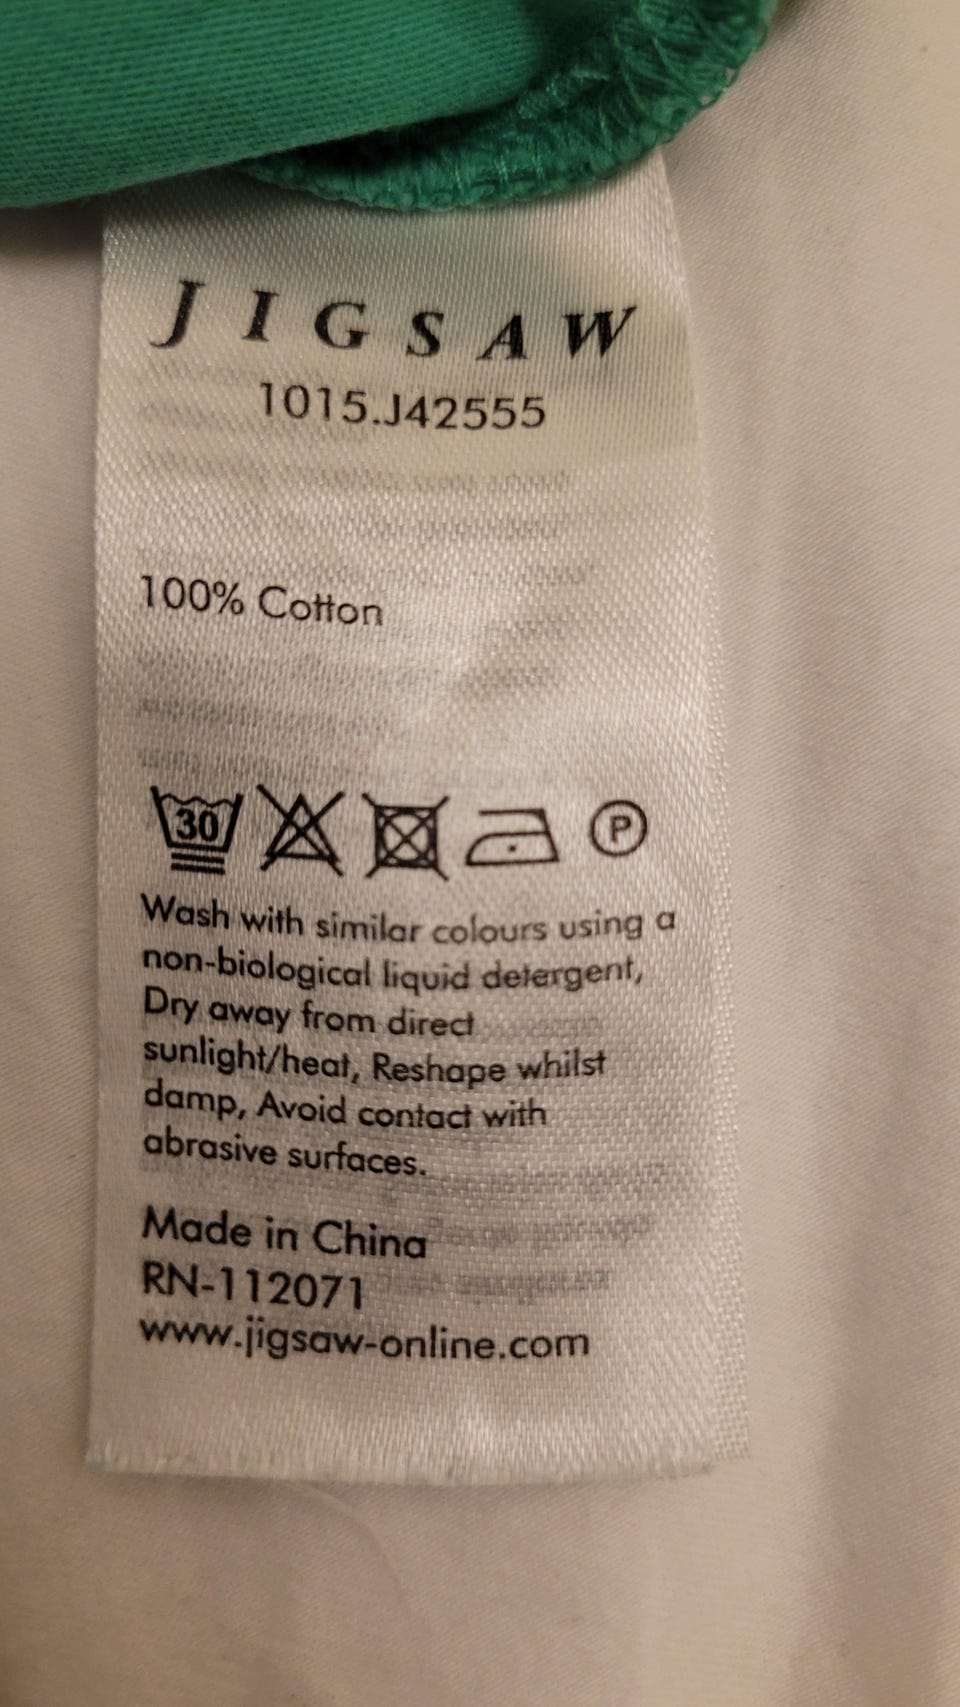 JIGSAW
1015.J42555
100% Cotton
30 P
Wash with similar colours using a
non-biological liquid detergent,
Dry away from direct
sunlight/heat, Reshape whilst
damp, Avoid contact with
abrasive surfaces.
Made in China
RN-112071
www.jigsaw-online.com